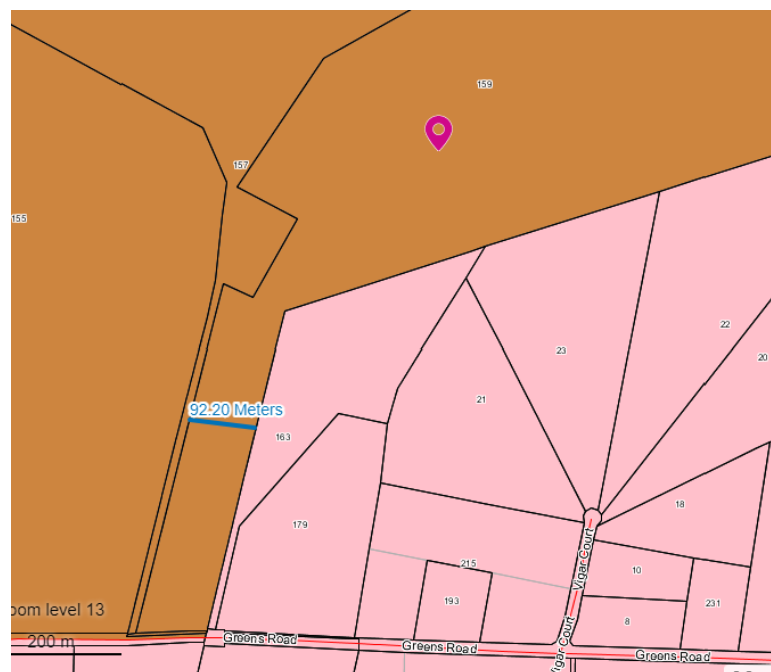 159
157
155
22
23
20
21
92.20 Meters
163
18
179
Vigar Court
215
10
193
231
8
oom level 13
200 m
Greens Road
Greens Road
Vigar Court
Greens Road